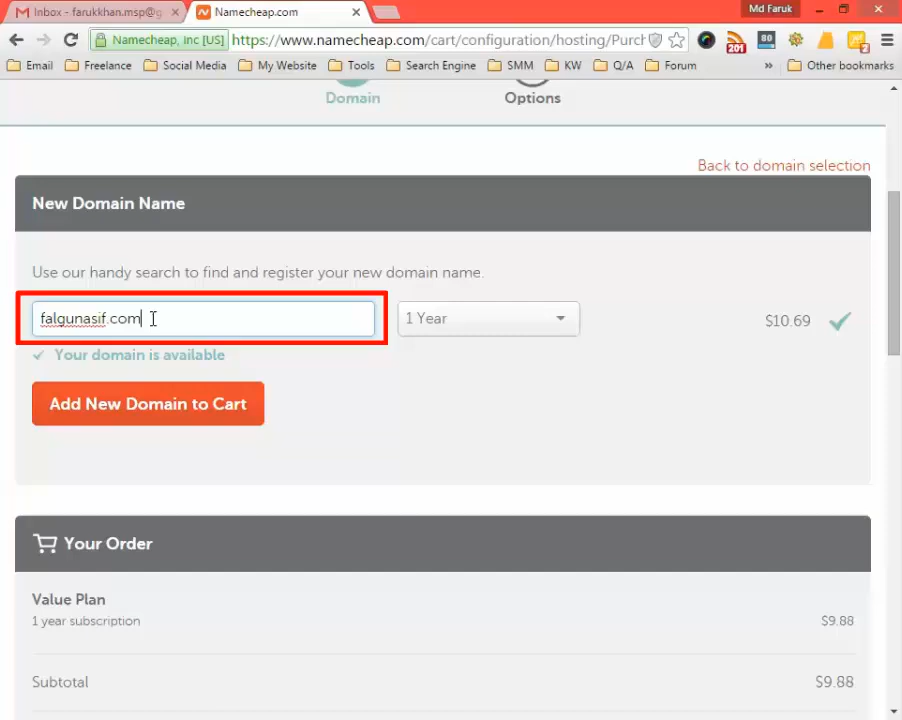 Inbox - farukkhan.msp@g
Namecheap.com
Md Faruk
Namecheap, Inc [US]
https://www.namecheap.com/cart/configuration/hosting/Purch
201
80
2
Email
Freelance
Social Media
My Website
Tools
Search Engine
SMM
KW
Q/A
Forum
»
Other bookmarks
Domain
Options
Back to domain selection
New Domain Name
Use our handy search to find and register your new domain name.
falgunasif.com
1 Year
$10.69
Your domain is available
Add New Domain to Cart
Your Order
Value Plan
1 year subscription
$9.88
Subtotal
$9.88